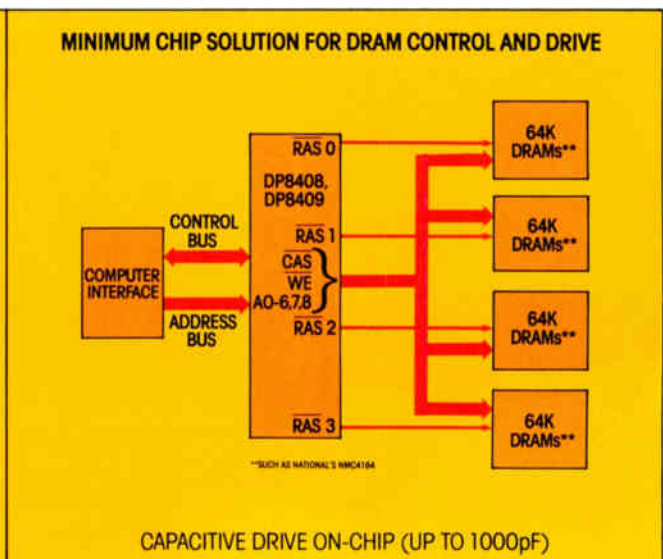 MINIMUM CHIP SOLUTION FOR DRAM CONTROL AND DRIVE
RAS 0
DP8408,
DP8409
RAS 1
CAS
WE
AO-6,7,8
RAS 2
RAS 3
CONTROL
BUS
COMPUTER
INTERFACE
ADDRESS
BUS
64K
DRAMs**
64K
DRAMs**
64K
DRAMs**
64K
DRAMs**
**SUCH AS NATIONAL'S NMC4164
CAPACITIVE DRIVE ON-CHIP (UP TO 1000pF)